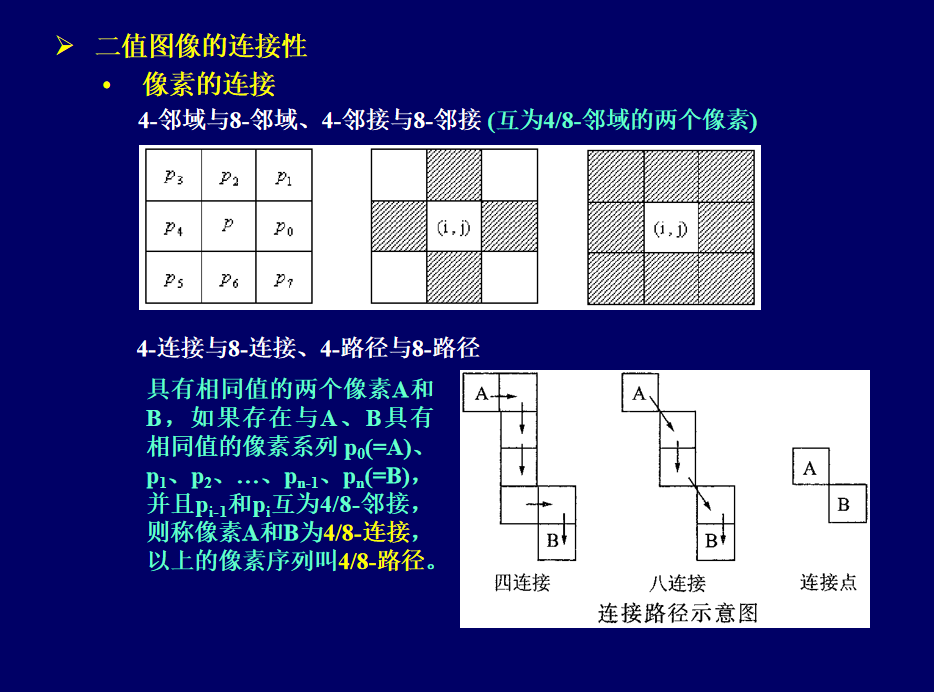 ➢ 二值图像的连接性
• 像素的连接
4-邻域与8-邻域、4-邻接与8-邻接 (互为4/8-邻域的两个像素)
p₃ p₂ p₁
p₄ p p₀
p₅ p₆ p₇
(i,j)
(i,j)
4-连接与8-连接、4-路径与8-路径
具有相同值的两个像素A和
B，如果存在与A、B具有
相同值的像素系列 p₀(=A)、
p₁、p₂、…、pₙ₋₁、pₙ(=B)，
并且pᵢ₋₁和pᵢ互为4/8-邻接，
则称像素A和B为4/8-连接，
以上的像素序列叫4/8-路径。
A
B
四连接
A
B
八连接
A
B
连接点
连接路径示意图